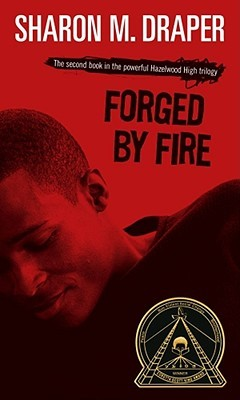 SHARON M. DRAPER
The second book in the powerful Hazelwood High trilogy
FORGED
BY FIRE